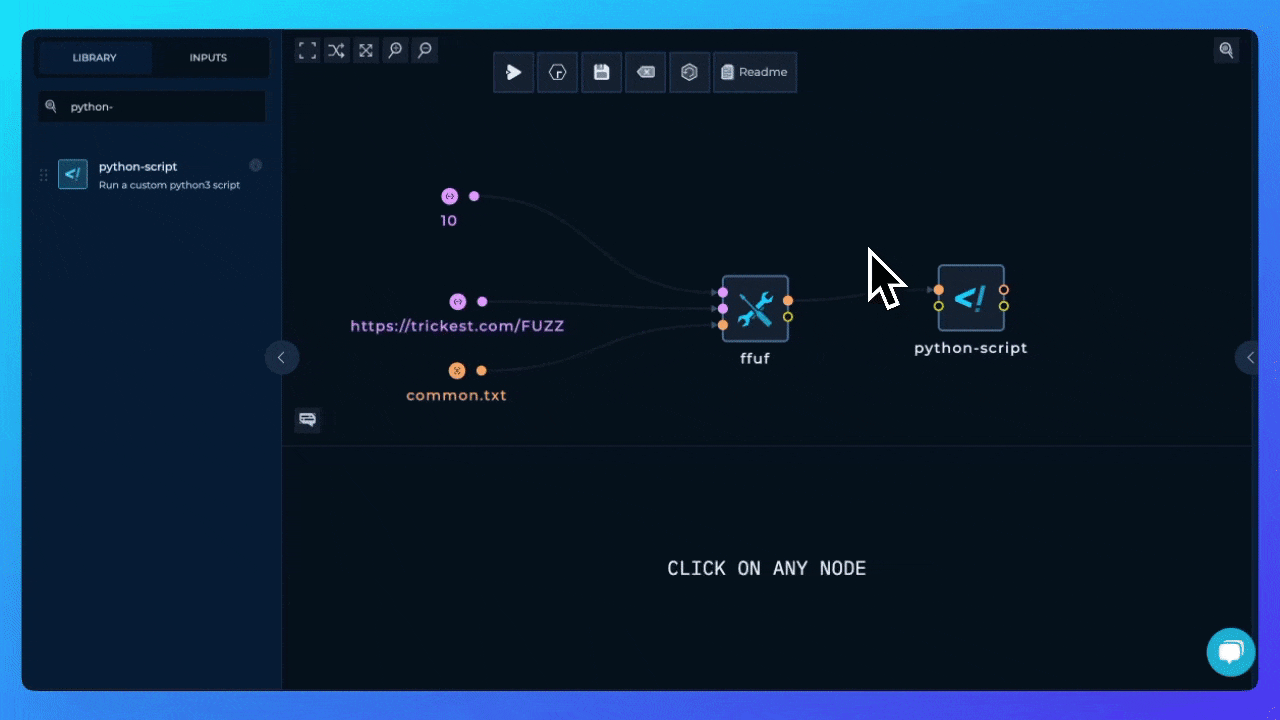 LIBRARY
INPUTS
python-
python-script
Run a custom python3 script
Readme
10
https://trickest.com/FUZZ
common.txt
ffuf
python-script
CLICK ON ANY NODE